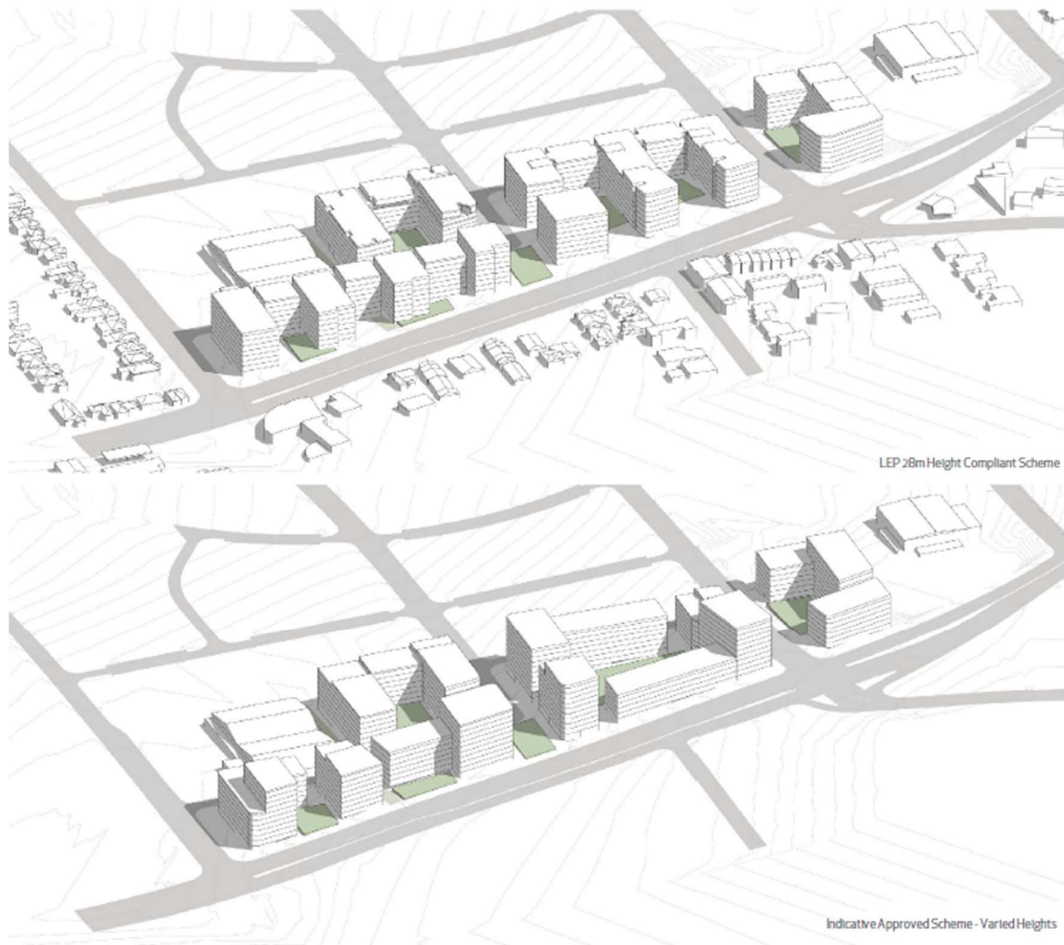 LEP 28m Height Compliant Scheme
Indicative Approved Scheme - Varied Heights